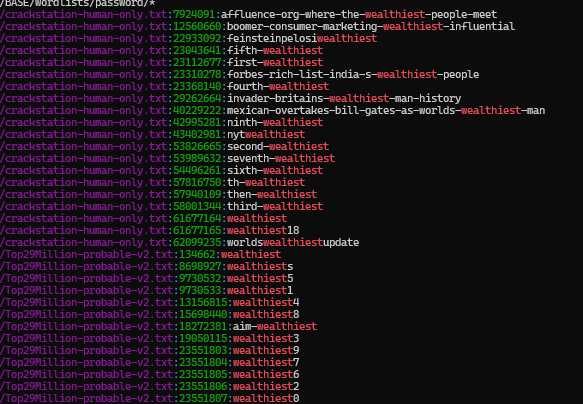 /BASE/wordlists/password/*
/crackstation-human-only.txt:7924091:affluence-org-where-the-wealthiest-people-meet
/crackstation-human-only.txt:12560660:boomer-consumer-marketing-wealthiest-influential
/crackstation-human-only.txt:22933092:feinsteinpelosiwealthiest
/crackstation-human-only.txt:23043641:fifth-wealthiest
/crackstation-human-only.txt:23112677:first-wealthiest
/crackstation-human-only.txt:23310278:forbes-rich-list-india-s-wealthiest-people
/crackstation-human-only.txt:23368140:fourth-wealthiest
/crackstation-human-only.txt:29262664:invader-britains-wealthiest-man-history
/crackstation-human-only.txt:40229222:mexican-overtakes-bill-gates-as-worlds-wealthiest-man
/crackstation-human-only.txt:42995281:ninth-wealthiest
/crackstation-human-only.txt:43402981:nytwealthiest
/crackstation-human-only.txt:53826665:second-wealthiest
/crackstation-human-only.txt:53989632:seventh-wealthiest
/crackstation-human-only.txt:54496261:sixth-wealthiest
/crackstation-human-only.txt:57816750:th-wealthiest
/crackstation-human-only.txt:57940109:then-wealthiest
/crackstation-human-only.txt:58001344:third-wealthiest
/crackstation-human-only.txt:61677164:wealthiest
/crackstation-human-only.txt:61677165:wealthiest18
/crackstation-human-only.txt:62099235:worldswealthiestupdate
/Top29Million-probable-v2.txt:134662:wealthiest
/Top29Million-probable-v2.txt:8698927:wealthiests
/Top29Million-probable-v2.txt:9730532:wealthiest5
/Top29Million-probable-v2.txt:9730533:wealthiest1
/Top29Million-probable-v2.txt:13156815:wealthiest4
/Top29Million-probable-v2.txt:15698440:wealthiest8
/Top29Million-probable-v2.txt:18272381:aim-wealthiest
/Top29Million-probable-v2.txt:19050115:wealthiest3
/Top29Million-probable-v2.txt:23551803:wealthiest9
/Top29Million-probable-v2.txt:23551804:wealthiest7
/Top29Million-probable-v2.txt:23551805:wealthiest6
/Top29Million-probable-v2.txt:23551806:wealthiest2
/Top29Million-probable-v2.txt:23551807:wealthiest0